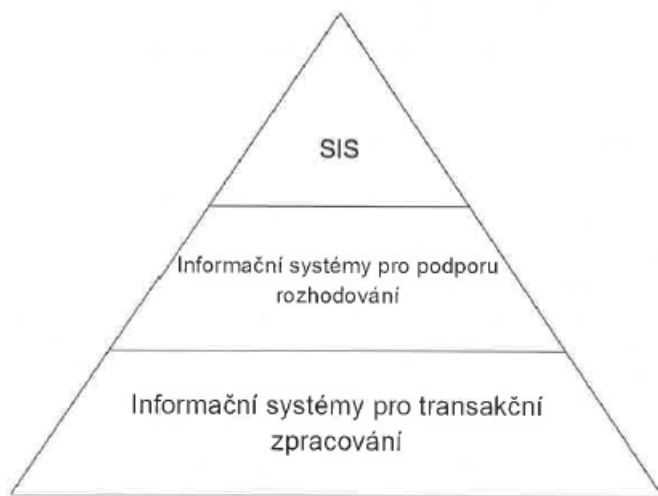 SIS
Informační systémy pro podporu
rozhodování
Informační systémy pro transakční
zpracování